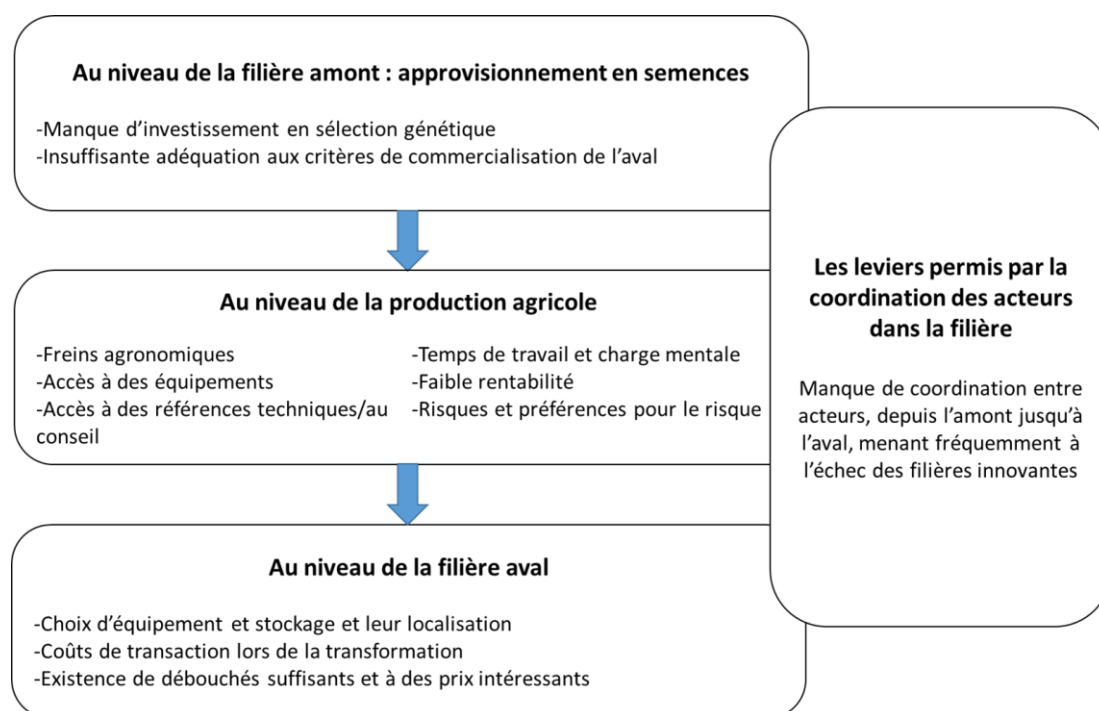 Au niveau de la filière amont : approvisionnement en semences
-Manque d’investissement en sélection génétique
-Insuffisante adéquation aux critères de commercialisation de l’aval
Au niveau de la production agricole
-Freins agronomiques
-Accès à des équipements
-Accès à des références techniques/au
conseil
-Temps de travail et charge mentale
-Faible rentabilité
-Risques et préférences pour le risque
Au niveau de la filière aval
-Choix d’équipement et stockage et leur localisation
-Coûts de transaction lors de la transformation
-Existence de débouchés suffisants et à des prix intéressants
Les leviers permis par la
coordination des acteurs
dans la filière
Manque de coordination entre
acteurs, depuis l’amont jusqu’à
l’aval, menant fréquemment à
l’échec des filières innovantes